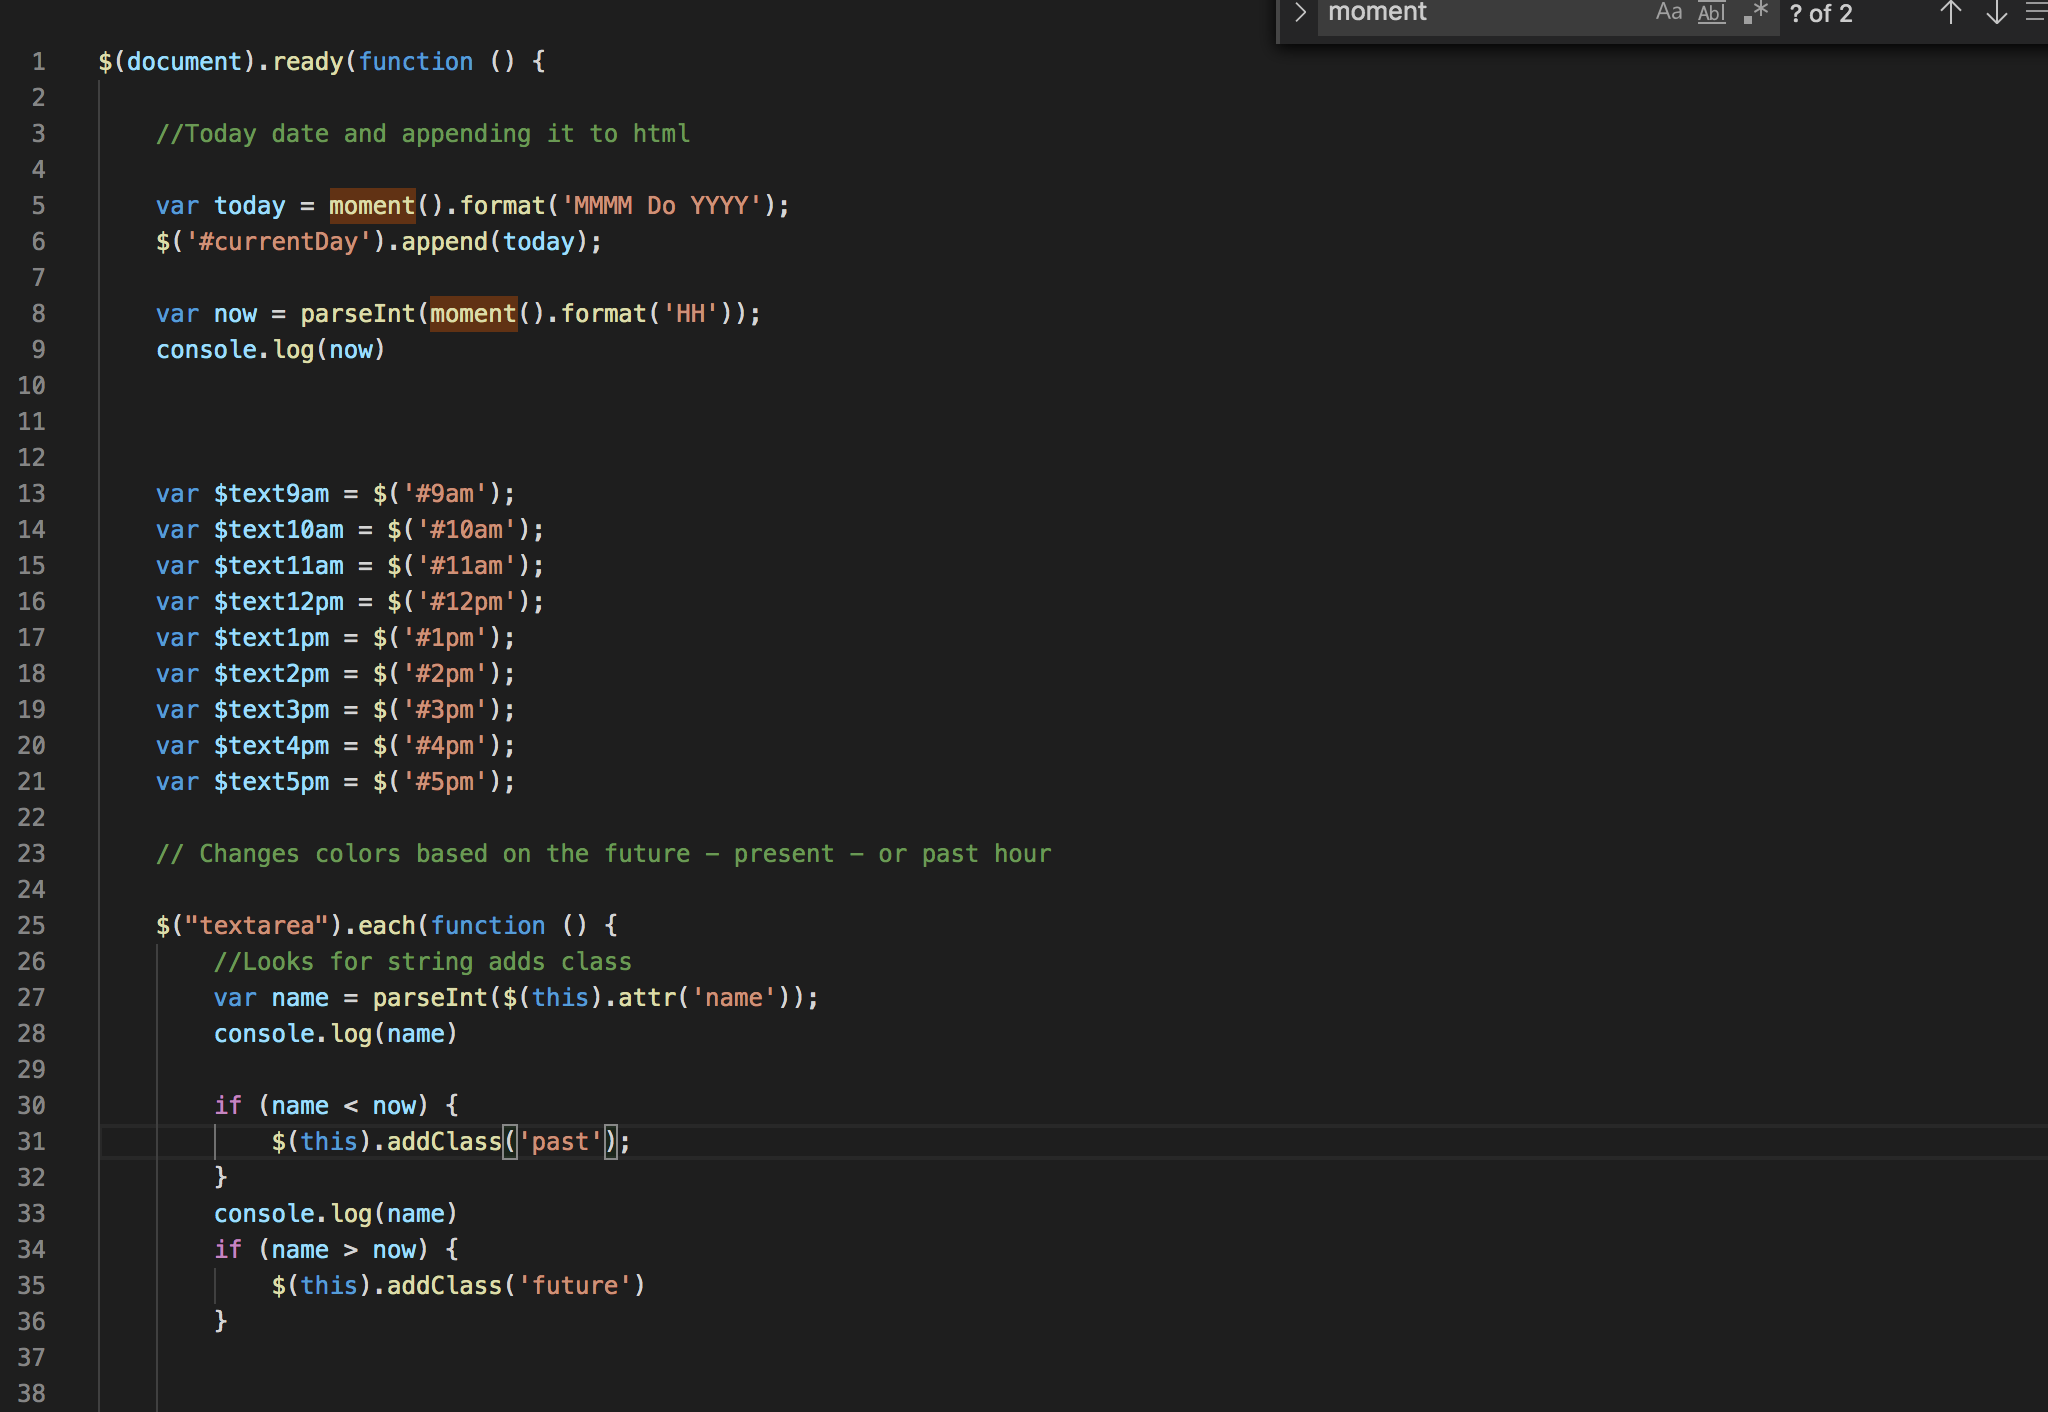 moment Aa Abl .* ? of 2
1 $(document).ready(function () {
2
3 //Today date and appending it to html
4
5 var today = moment().format('MMMM Do YYYY');
6 $('#currentDay').append(today);
7
8 var now = parseInt(moment().format('HH'));
9 console.log(now)
10
11
12
13 var $text9am = $('#9am');
14 var $text10am = $('#10am');
15 var $text11am = $('#11am');
16 var $text12pm = $('#12pm');
17 var $text1pm = $('#1pm');
18 var $text2pm = $('#2pm');
19 var $text3pm = $('#3pm');
20 var $text4pm = $('#4pm');
21 var $text5pm = $('#5pm');
22
23 // Changes colors based on the future - present - or past hour
24
25 $("textarea").each(function () {
26 //Looks for string adds class
27 var name = parseInt($(this).attr('name'));
28 console.log(name)
29
30 if (name < now) {
31 $(this).addClass('past');
32 }
33 console.log(name)
34 if (name > now) {
35 $(this).addClass('future')
36 }
37
38